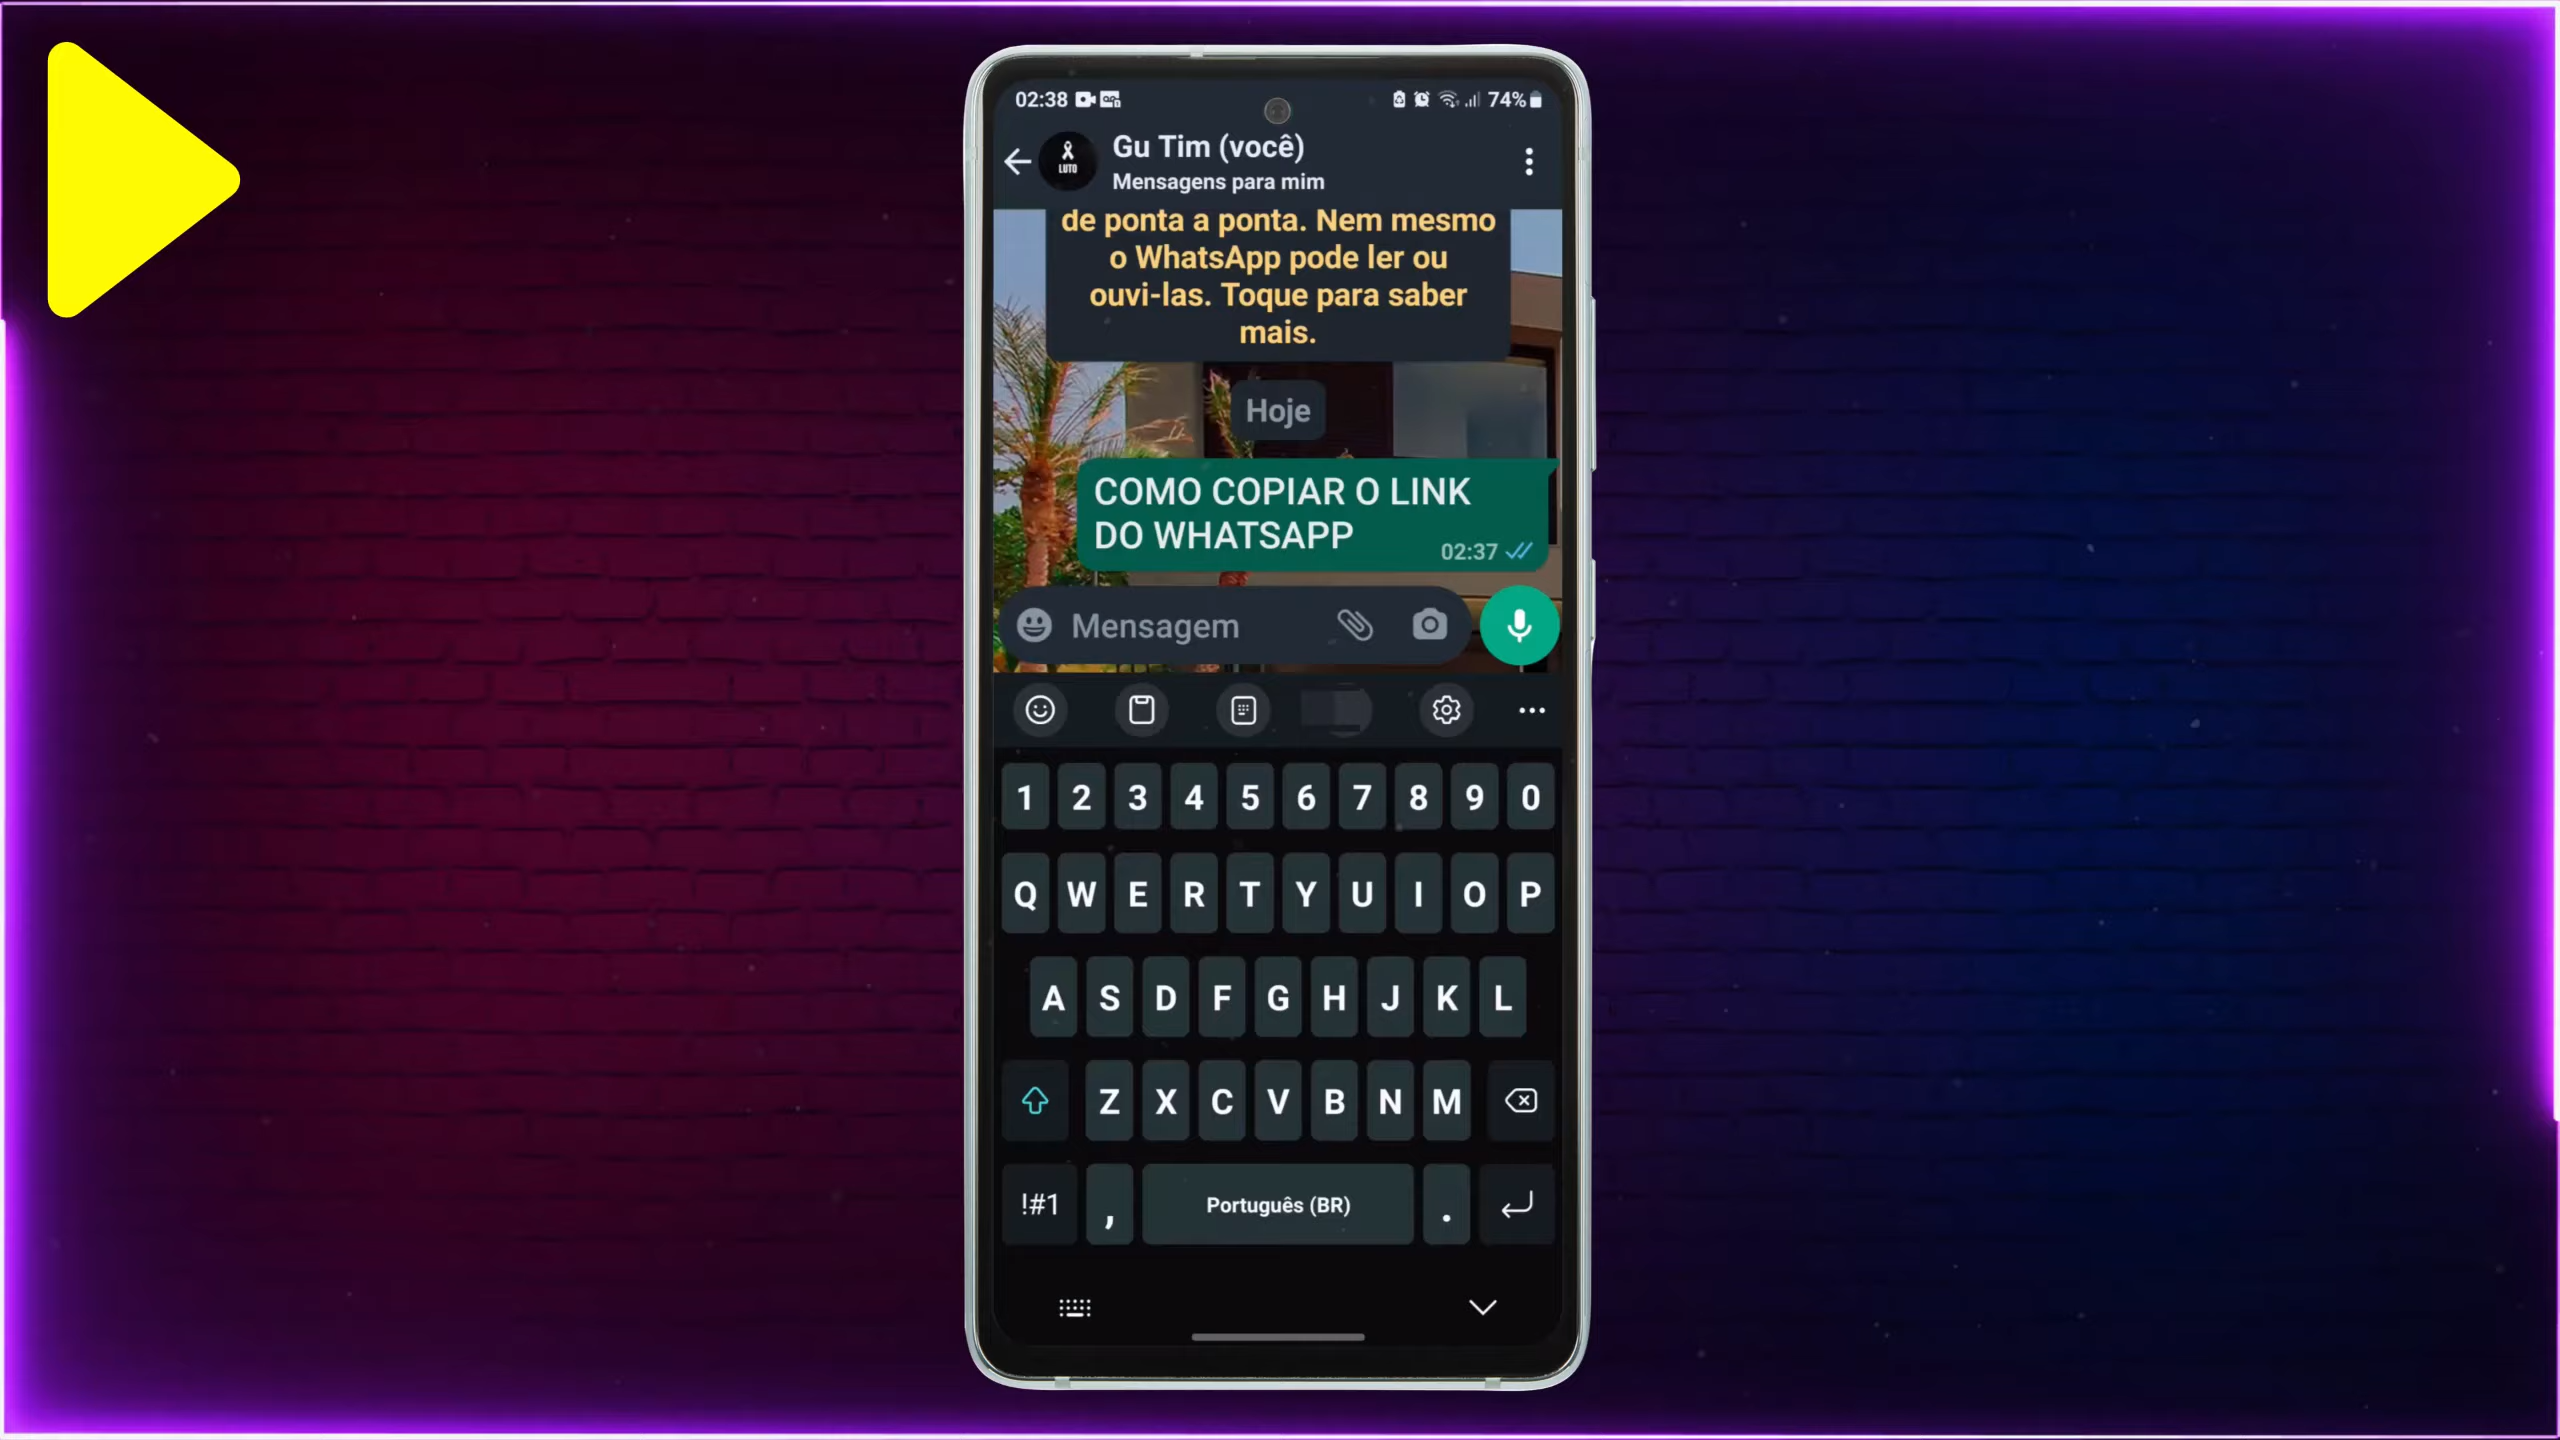 02:38
74%
LUTO
Gu Tim (você)
Mensagens para mim
de ponta a ponta. Nem mesmo
o WhatsApp pode ler ou
ouvi-las. Toque para saber
mais.
Hoje
COMO COPIAR O LINK
DO WHATSAPP
02:37
Mensagem
1 2 3 4 5 6 7 8 9 0
Q W E R T Y U I O P
A S D F G H J K L
Z X C V B N M
!#1 , Português (BR) .